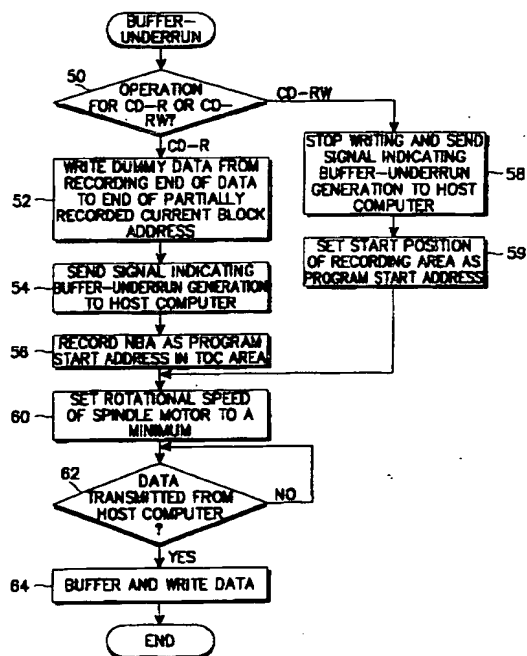 BUFFER-
UNDERRUN
50
OPERATION
FOR CD-R OR CD-
RW?
CD-RW
CD-R
52
WRITE DUMMY DATA FROM
RECORDING END OF DATA
TO END OF PARTIALLY
RECORDED CURRENT BLOCK
ADDRESS
STOP WRITING AND SEND
SIGNAL INDICATING
BUFFER-UNDERRUN
GENERATION TO HOST
COMPUTER
58
54
SEND SIGNAL INDICATING
BUFFER-UNDERRUN GENERATION
TO HOST COMPUTER
SET START POSITION
OF RECORDING AREA AS
PROGRAM START ADDRESS
59
56
RECORD NBA AS PROGRAM
START ADDRESS IN TOC AREA
60
SET ROTATIONAL SPEED
OF SPINDLE MOTOR TO A
MINIMUM
62
DATA
TRANSMITTED FROM
HOST COMPUTER
?
NO
YES
64
BUFFER AND WRITE DATA
END